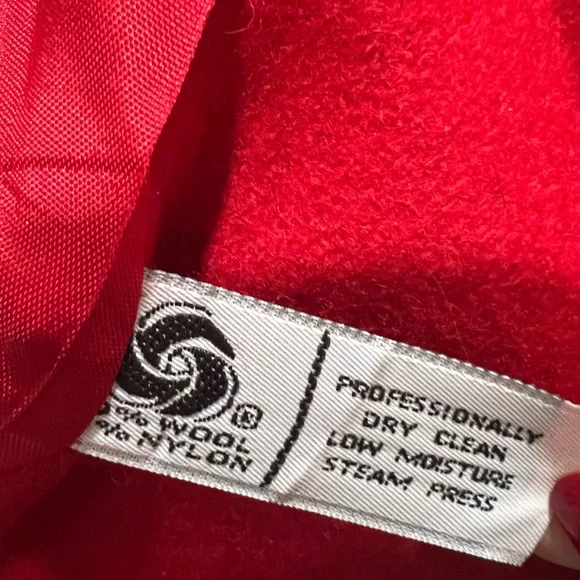 ®
% WOOL
% NYLON
PROFESSIONALLY
DRY CLEAN
LOW MOISTURE
STEAM PRESS